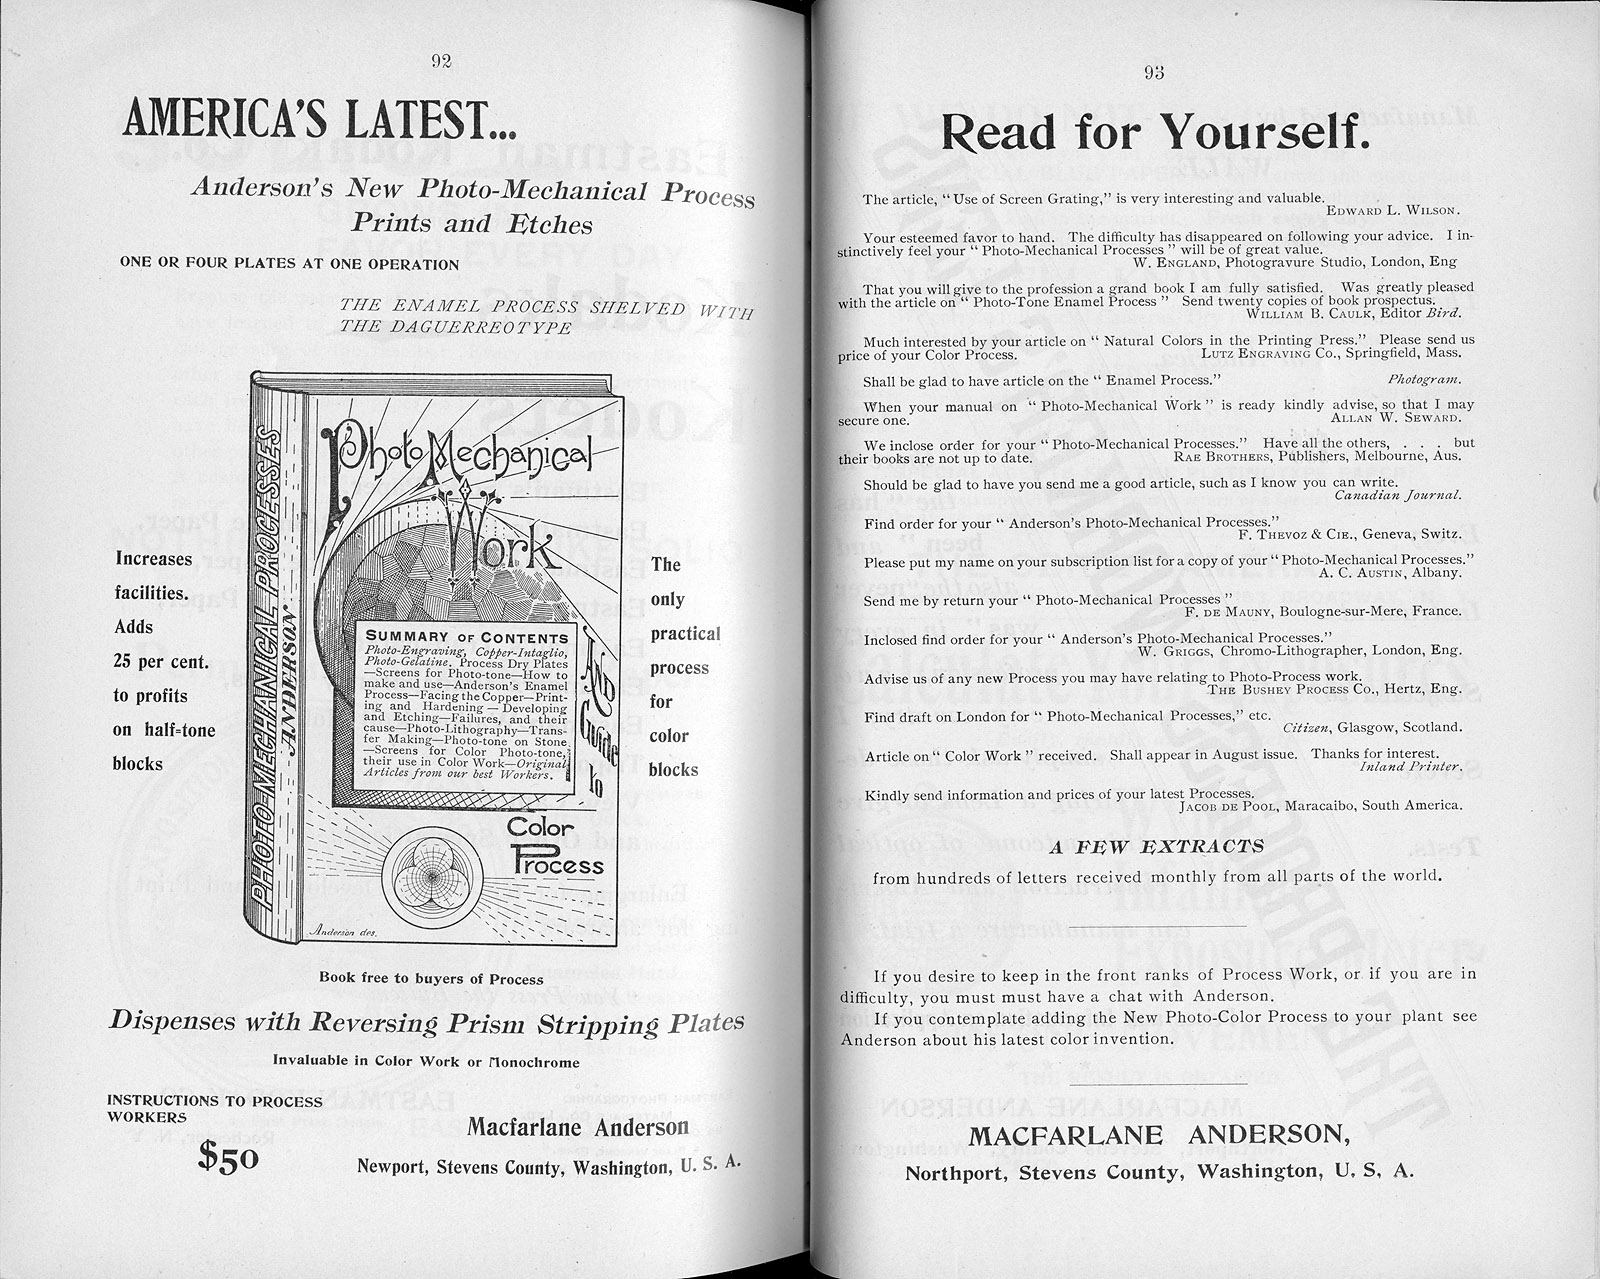 92
AMERICA'S LATEST...
Anderson's New Photo-Mechanical Process
Prints and Etches
ONE OR FOUR PLATES AT ONE OPERATION
THE ENAMEL PROCESS SHELVED WITH
THE DAGUERREOTYPE
Increases
facilities.
Adds
25 per cent.
to profits
on half=tone
blocks
PHOTO-MECHANICAL PROCESSES
ANDERSON
Photo Mechanical
Work
SUMMARY OF CONTENTS
Photo-Engraving, Copper-Intaglio,
Photo-Gelatine. Process Dry Plates
—Screens for Photo-tone—How to
make and use—Anderson's Enamel
Process—Facing the Copper—Print-
ing and Hardening — Developing
and Etching—Failures, and their
cause—Photo-Lithography—Trans-
fer Making—Photo-tone on Stone
—Screens for Color Photo-tone,
their use in Color Work—Original
Articles from our best Workers.
AND
Guide
to
Color
Process
Anderson des.
The
only
practical
process
for
color
blocks
Book free to buyers of Process
Dispenses with Reversing Prism Stripping Plates
Invaluable in Color Work or Monochrome
INSTRUCTIONS TO PROCESS
WORKERS
$50
Macfarlane Anderson
Newport, Stevens County, Washington, U. S. A.
93
Read for Yourself.
The article, "Use of Screen Grating," is very interesting and valuable.
EDWARD L. WILSON.
Your esteemed favor to hand. The difficulty has disappeared on following your advice. I in-
stinctively feel your "Photo-Mechanical Processes" will be of great value.
W. ENGLAND, Photogravure Studio, London, Eng
That you will give to the profession a grand book I am fully satisfied. Was greatly pleased
with the article on "Photo-Tone Enamel Process" Send twenty copies of book prospectus.
WILLIAM B. CAULK, Editor Bird.
Much interested by your article on "Natural Colors in the Printing Press." Please send us
price of your Color Process. LUTZ ENGRAVING CO., Springfield, Mass.
Shall be glad to have article on the "Enamel Process." Photogram.
When your manual on "Photo-Mechanical Work" is ready kindly advise, so that I may
secure one. ALLAN W. SEWARD.
We inclose order for your "Photo-Mechanical Processes." Have all the others, . . . but
their books are not up to date. RAE BROTHERS, Publishers, Melbourne, Aus.
Should be glad to have you send me a good article, such as I know you can write.
Canadian Journal.
Find order for your "Anderson's Photo-Mechanical Processes."
F. THEVOZ & CIE., Geneva, Switz.
Please put my name on your subscription list for a copy of your "Photo-Mechanical Processes."
A. C. AUSTIN, Albany.
Send me by return your "Photo-Mechanical Processes"
F. DE MAUNY, Boulogne-sur-Mere, France.
Inclosed find order for your "Anderson's Photo-Mechanical Processes."
W. GRIGGS, Chromo-Lithographer, London, Eng.
Advise us of any new Process you may have relating to Photo-Process work.
THE BUSHEY PROCESS CO., Hertz, Eng.
Find draft on London for "Photo-Mechanical Processes," etc.
Citizen, Glasgow, Scotland.
Article on "Color Work" received. Shall appear in August issue. Thanks for interest.
Inland Printer.
Kindly send information and prices of your latest Processes.
JACOB DE POOL, Maracaibo, South America.
A FEW EXTRACTS
from hundreds of letters received monthly from all parts of the world.
If you desire to keep in the front ranks of Process Work, or if you are in
difficulty, you must must have a chat with Anderson.
If you contemplate adding the New Photo-Color Process to your plant see
Anderson about his latest color invention.
MACFARLANE ANDERSON,
Northport, Stevens County, Washington, U. S. A.